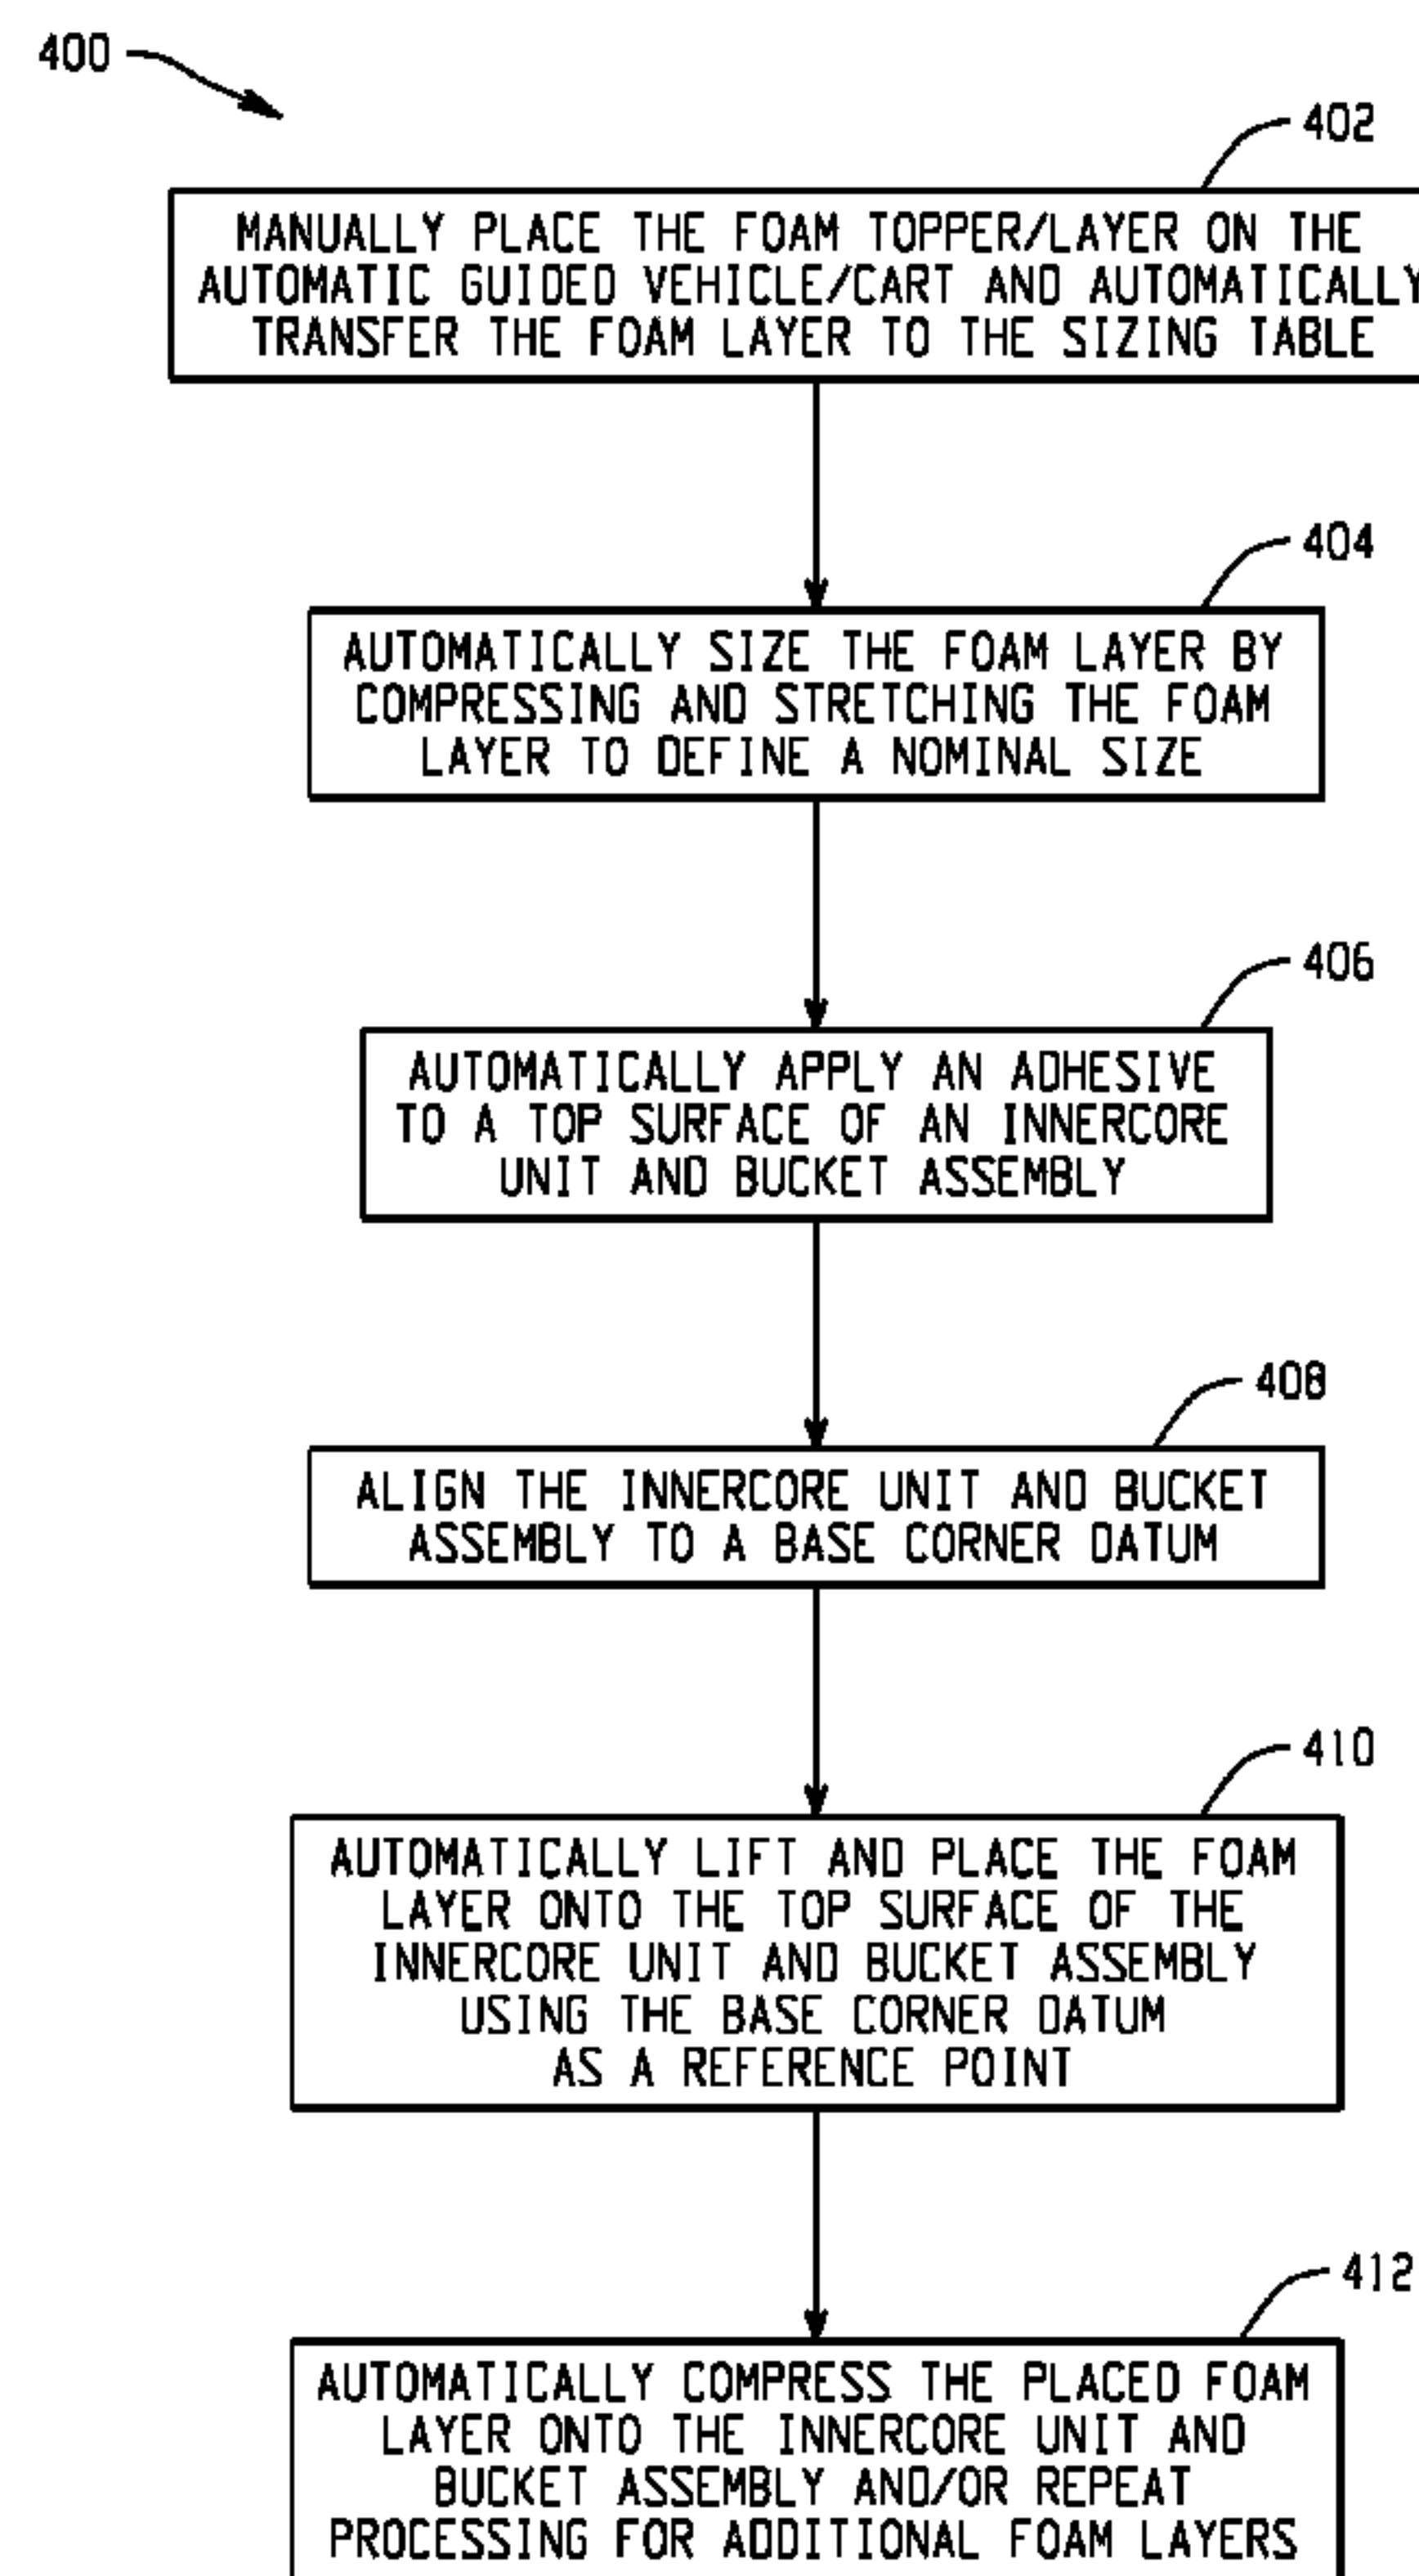 400
402
MANUALLY PLACE THE FOAM TOPPER/LAYER ON THE
AUTOMATIC GUIDED VEHICLE/CART AND AUTOMATICALLY
TRANSFER THE FOAM LAYER TO THE SIZING TABLE
404
AUTOMATICALLY SIZE THE FOAM LAYER BY
COMPRESSING AND STRETCHING THE FOAM
LAYER TO DEFINE A NOMINAL SIZE
406
AUTOMATICALLY APPLY AN ADHESIVE
TO A TOP SURFACE OF AN INNERCORE
UNIT AND BUCKET ASSEMBLY
408
ALIGN THE INNERCORE UNIT AND BUCKET
ASSEMBLY TO A BASE CORNER DATUM
410
AUTOMATICALLY LIFT AND PLACE THE FOAM
LAYER ONTO THE TOP SURFACE OF THE
INNERCORE UNIT AND BUCKET ASSEMBLY
USING THE BASE CORNER DATUM
AS A REFERENCE POINT
412
AUTOMATICALLY COMPRESS THE PLACED FOAM
LAYER ONTO THE INNERCORE UNIT AND
BUCKET ASSEMBLY AND/OR REPEAT
PROCESSING FOR ADDITIONAL FOAM LAYERS